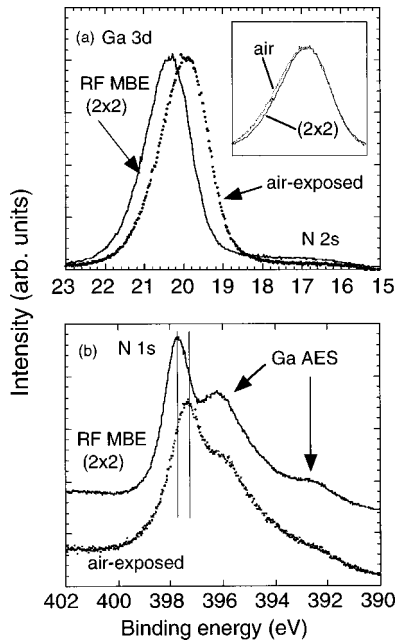 (a) Ga 3d
RF MBE
(2x2)
air
(2x2)
air-exposed
N 2s
23 22 21 20 19 18 17 16 15
Intensity (arb. units)
(b) N 1s
Ga AES
RF MBE
(2x2)
air-exposed
402 400 398 396 394 392 390
Binding energy (eV)